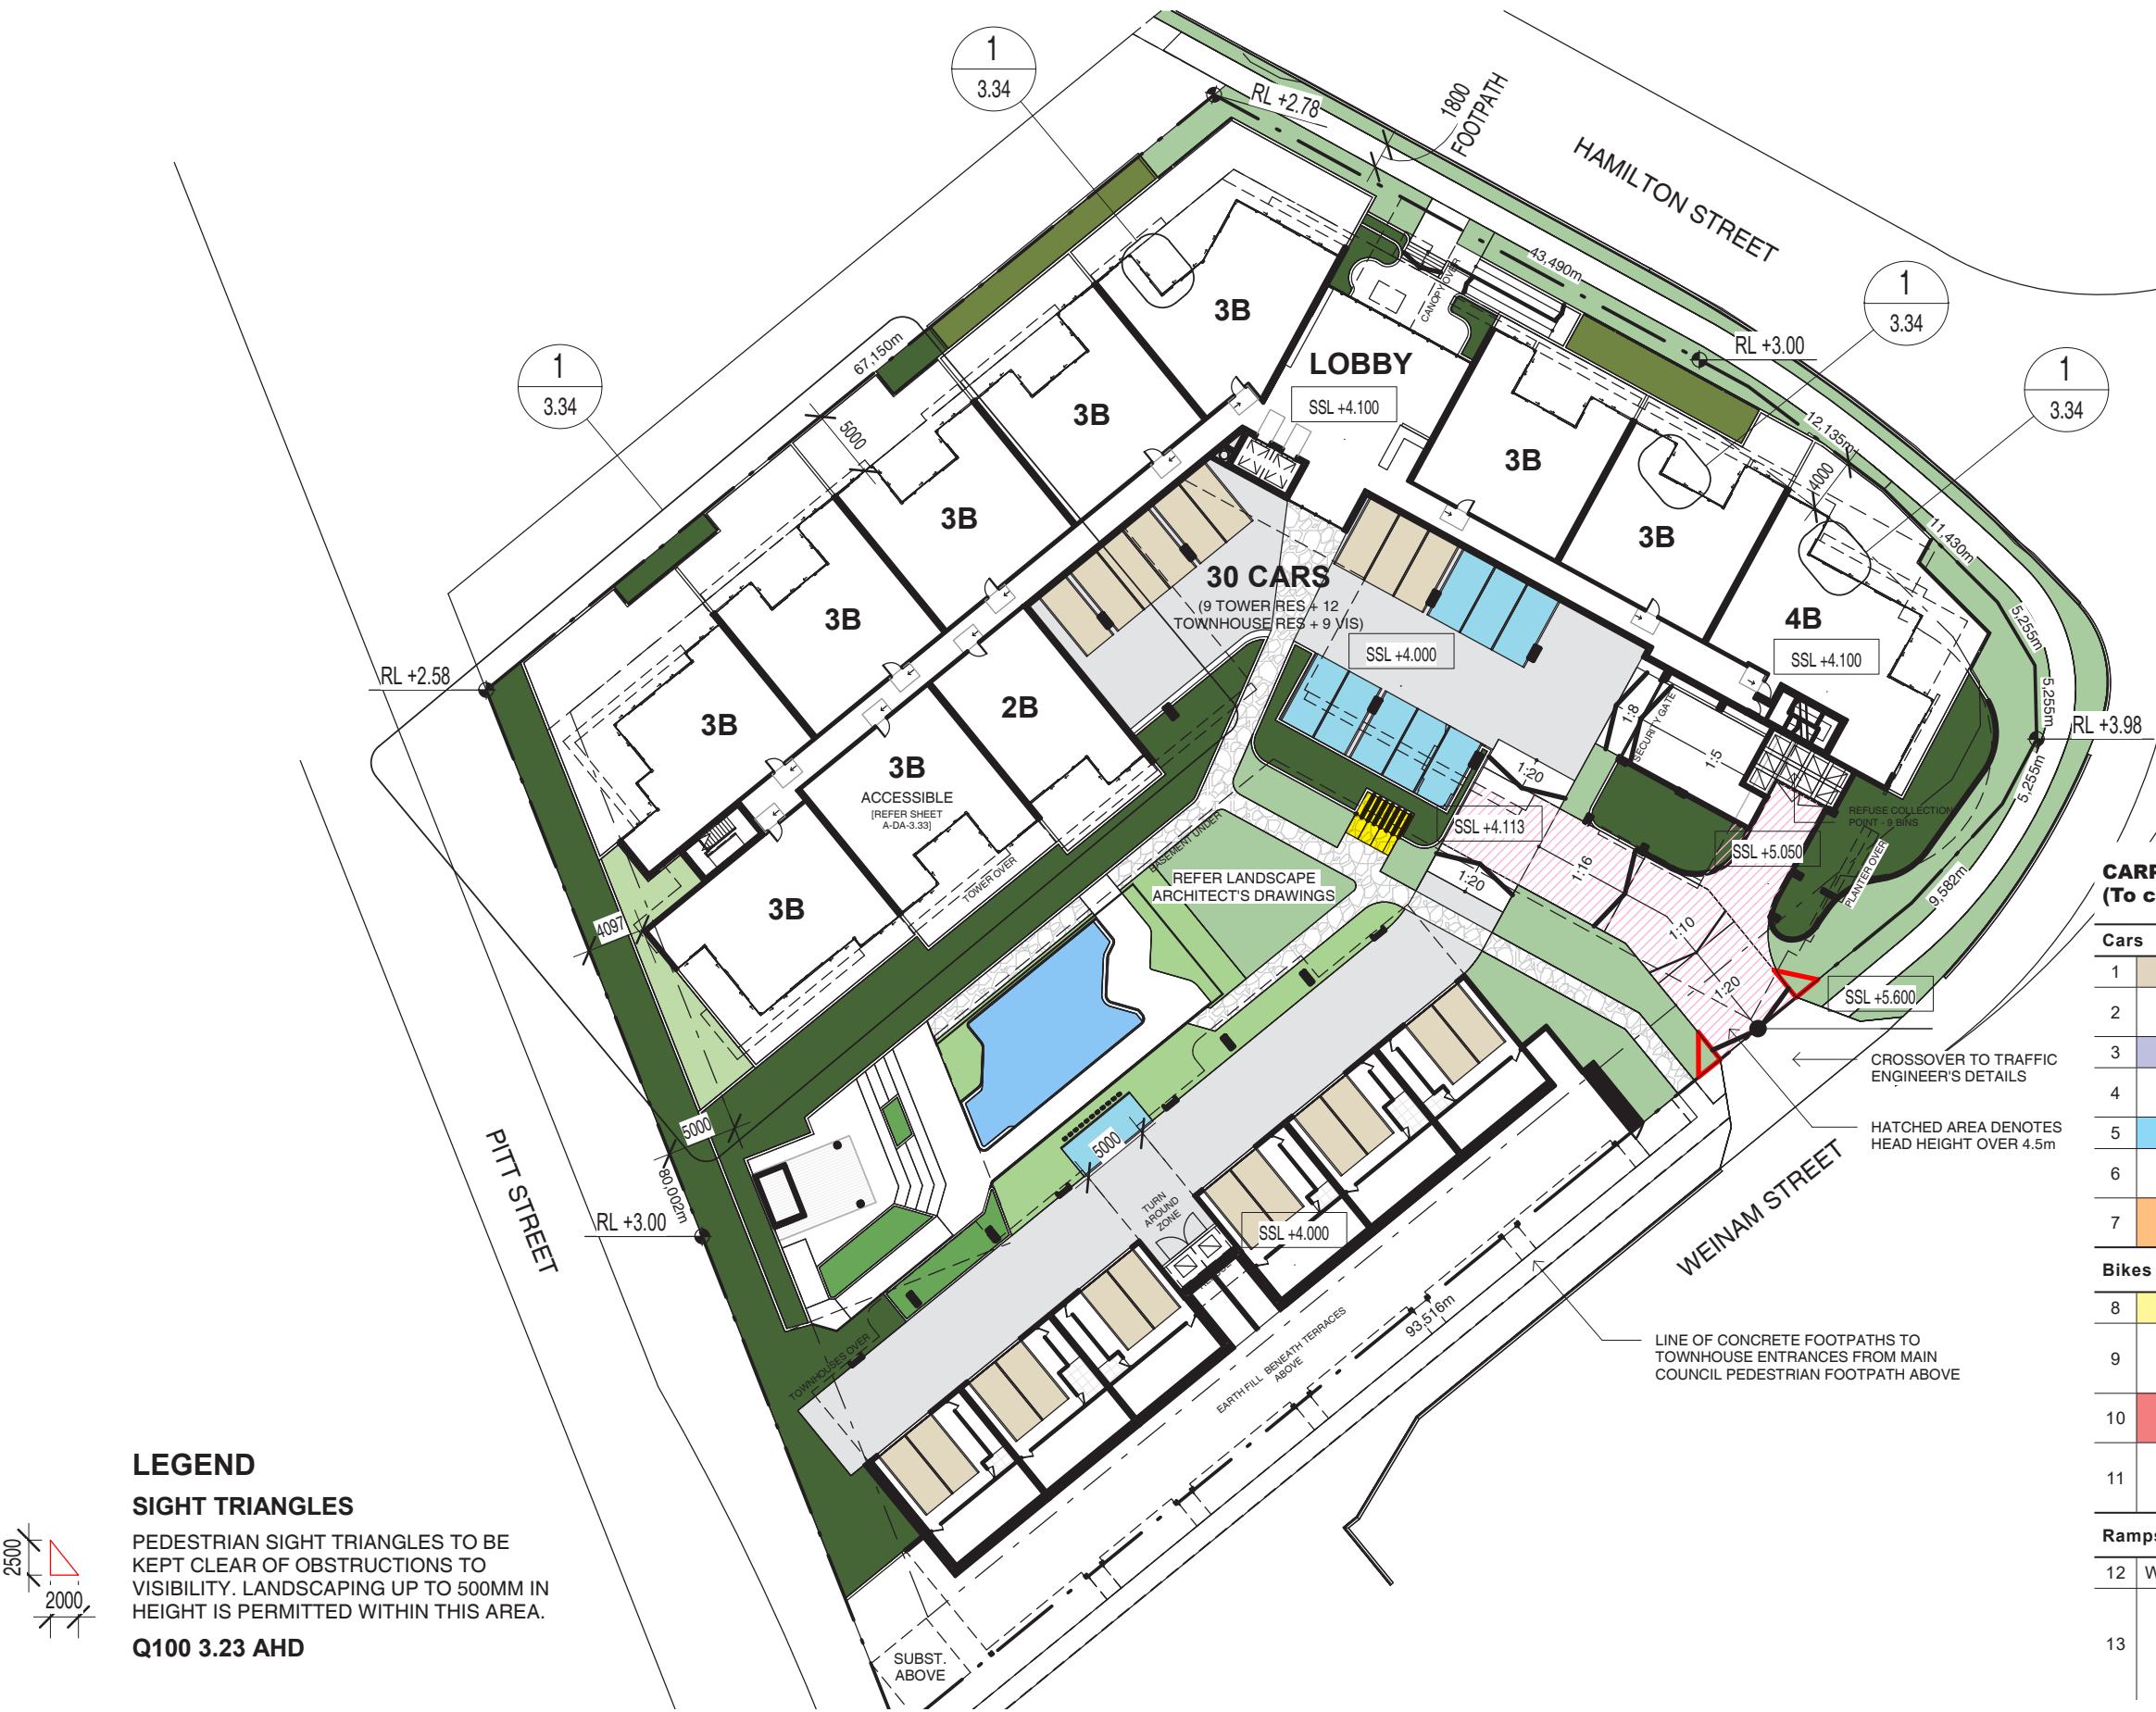 1
3.34
RL +2.78
1800
FOOTPATH
HAMILTON STREET
43,490m
CANOPY OVER
1
3.34
RL +3.00
1
3.34
12,135m
4000
11,430m
5,255m
5,255m
RL +3.98
5,255m
9,582m
1
3.34
67,150m
5000
3B
3B
3B
3B
3B
LOBBY
SSL +4.100
3B
3B
4B
SSL +4.100
30 CARS
(9 TOWER RES + 12
TOWNHOUSE RES + 9 VIS)
SSL +4.000
RL +2.58
2B
3B
ACCESSIBLE
[REFER SHEET
A-DA-3.33]
3B
TOWER OVER
BASEMENT UNDER
1:8
SECURITY GATE
1:5
1:20
SSL +4.113
1:20
1:16
1:10
1:20
SSL +5.050
REFUSE COLLECTION
POINT - 9 BINS
PLANTER OVER
SSL +5.600
REFER LANDSCAPE
ARCHITECT'S DRAWINGS
CROSSOVER TO TRAFFIC
ENGINEER'S DETAILS
HATCHED AREA DENOTES
HEAD HEIGHT OVER 4.5m
4097
5000
80,002m
PITT STREET
RL +3.00
5000
TURN
AROUND
ZONE
SSL +4.000
TOWNHOUSES OVER
EARTH FILL BENEATH TERRACES
ABOVE
93,516m
WEINAM STREET
LINE OF CONCRETE FOOTPATHS TO
TOWNHOUSE ENTRANCES FROM MAIN
COUNCIL PEDESTRIAN FOOTPATH ABOVE
SUBST.
ABOVE
LEGEND
SIGHT TRIANGLES
PEDESTRIAN SIGHT TRIANGLES TO BE
KEPT CLEAR OF OBSTRUCTIONS TO
VISIBILITY. LANDSCAPING UP TO 500MM IN
HEIGHT IS PERMITTED WITHIN THIS AREA.
Q100 3.23 AHD
2500
2000
(To c
Cars
1
2
3
4
5
6
7
Bikes
8
9
10
11
Ramps
12 W
13